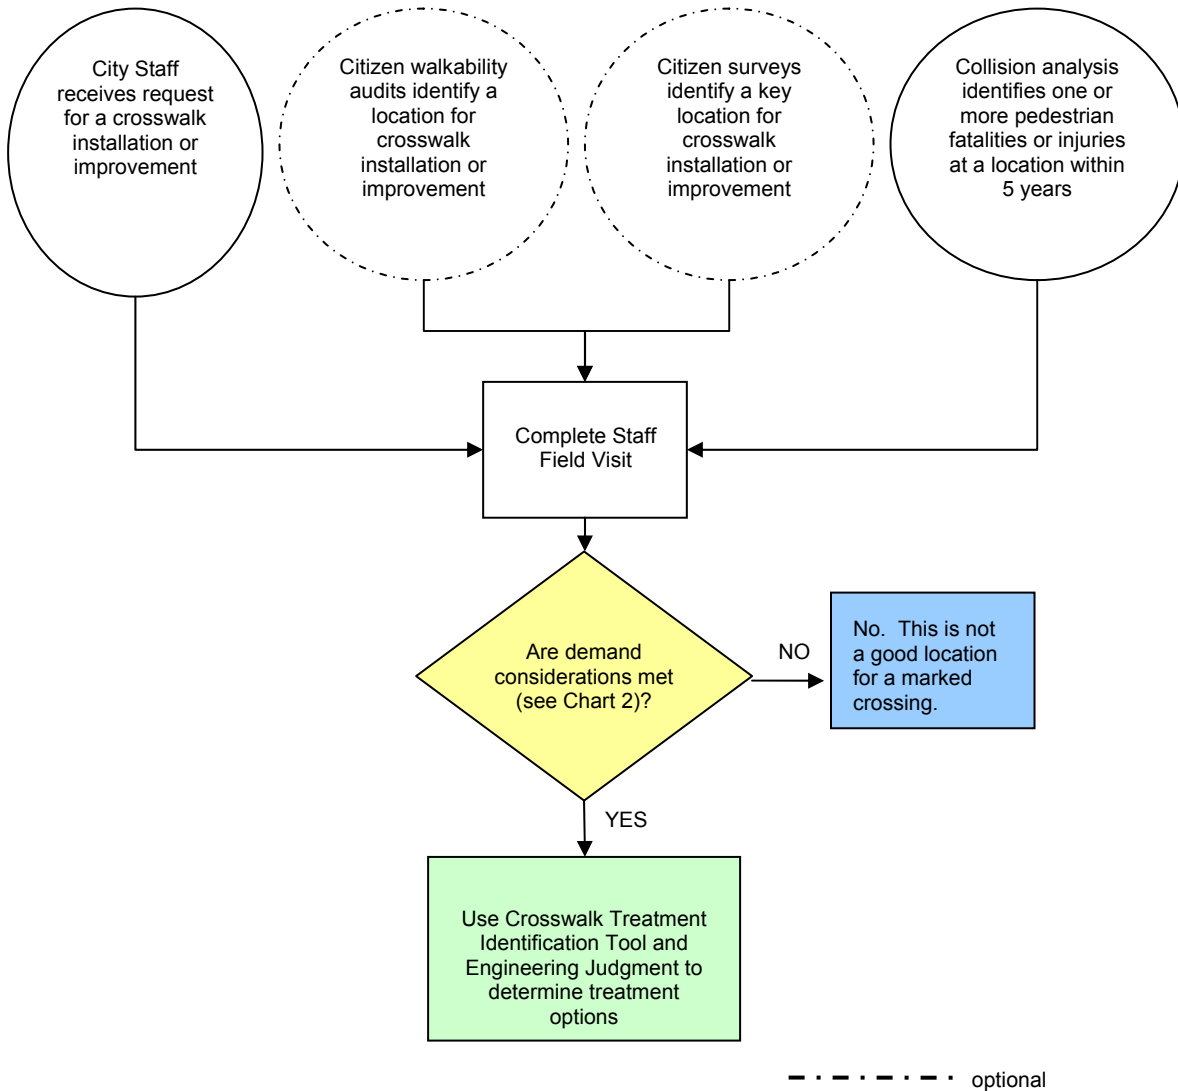 City Staff
receives request
for a crosswalk
installation or
improvement
Citizen walkability
audits identify a
location for
crosswalk
installation or
improvement
Citizen surveys
identify a key
location for
crosswalk
installation or
improvement
Collision analysis
identifies one or
more pedestrian
fatalities or injuries
at a location within
5 years
Complete Staff
Field Visit
Are demand
considerations met
(see Chart 2)?
NO
No.  This is not
a good location
for a marked
crossing.
YES
Use Crosswalk Treatment
Identification Tool and
Engineering Judgment to
determine treatment
options
optional